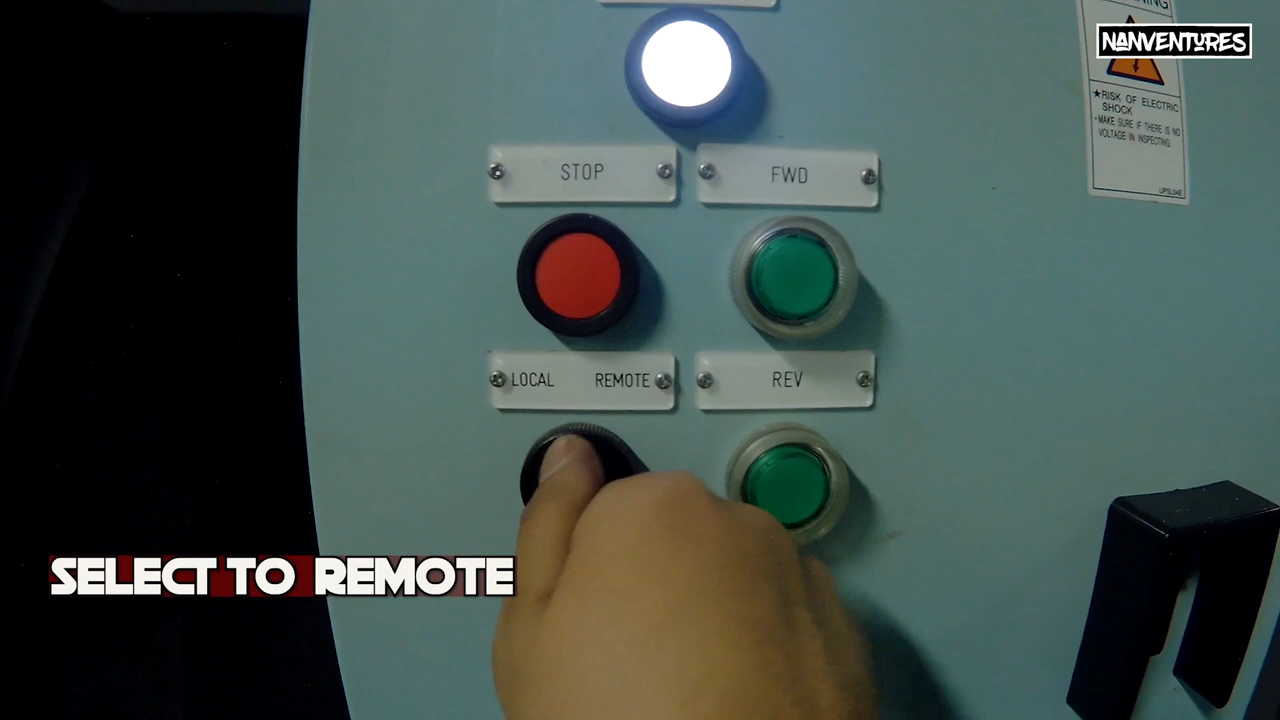 NANVENTURES
★RISK OF ELECTRIC
SHOCK
・MAKE SURE IF THERE IS NO
VOLTAGE IN INSPECTING.
UPSL04E
STOP
FWD
LOCAL REMOTE
REV
SELECT TO REMOTE